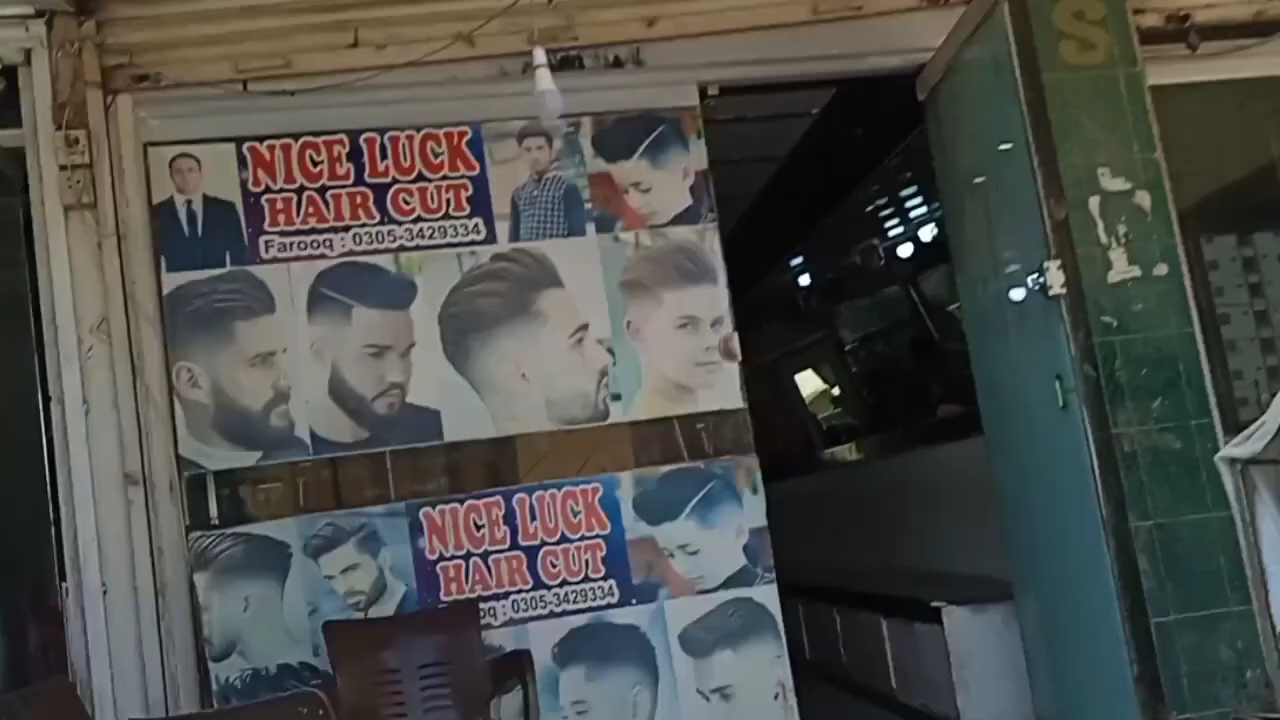 NICE LUCK
HAIR CUT
Farooq : 0305-3429334
NICE LUCK
HAIR CUT
oq : 0305-3429334
S